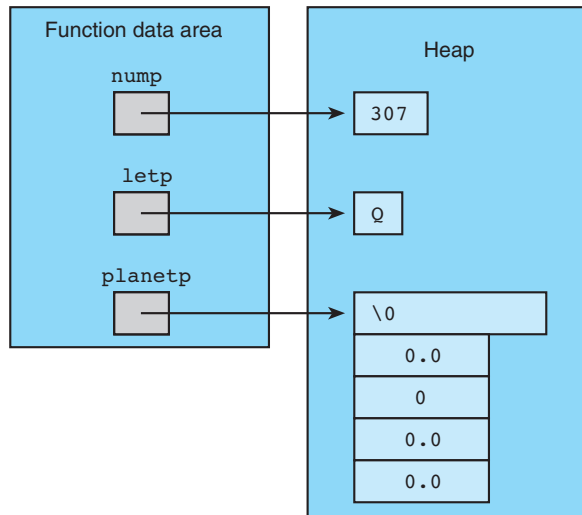 Function data area
Heap
nump
307
letp
Q
planetp
\0
0.0
0
0.0
0.0